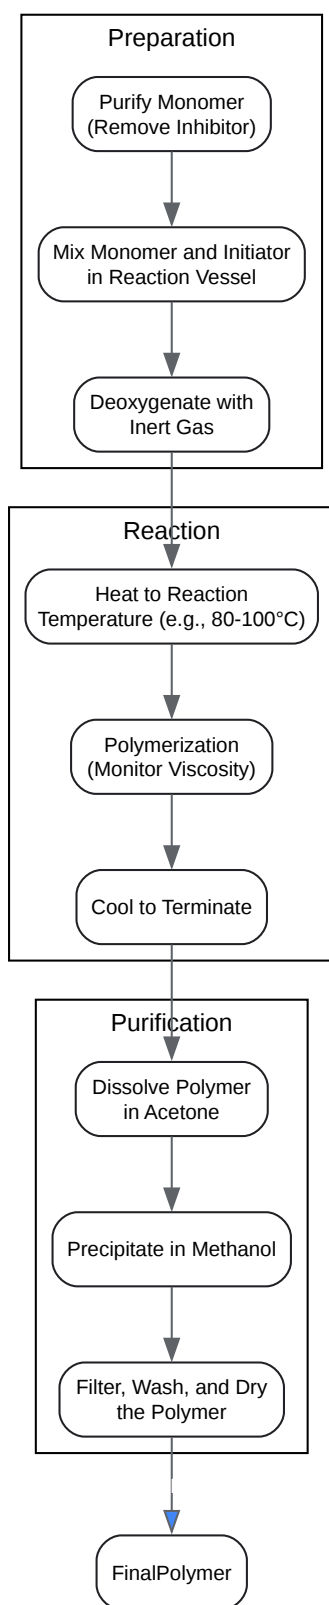 Preparation
Purify Monomer
(Remove Inhibitor)
Mix Monomer and Initiator
in Reaction Vessel
Deoxygenate with
Inert Gas
Reaction
Heat to Reaction
Temperature (e.g., 80-100°C)
Polymerization
(Monitor Viscosity)
Cool to Terminate
Purification
Dissolve Polymer
in Acetone
Precipitate in Methanol
Filter, Wash, and Dry
the Polymer
FinalPolymer